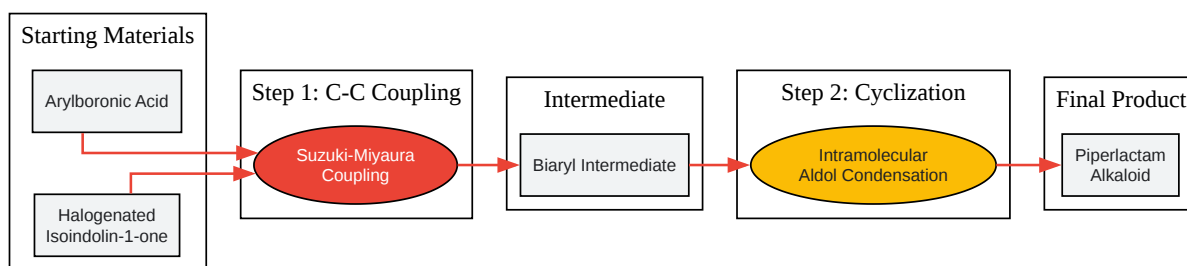 Starting Materials
Arylboronic Acid
Halogenated
Isoindolin-1-one
Step 1: C-C Coupling
Suzuki-Miyaura
Coupling
Intermediate
Biaryl Intermediate
Step 2: Cyclization
Intramolecular
Aldol Condensation
Final Product
Piperlactam
Alkaloid